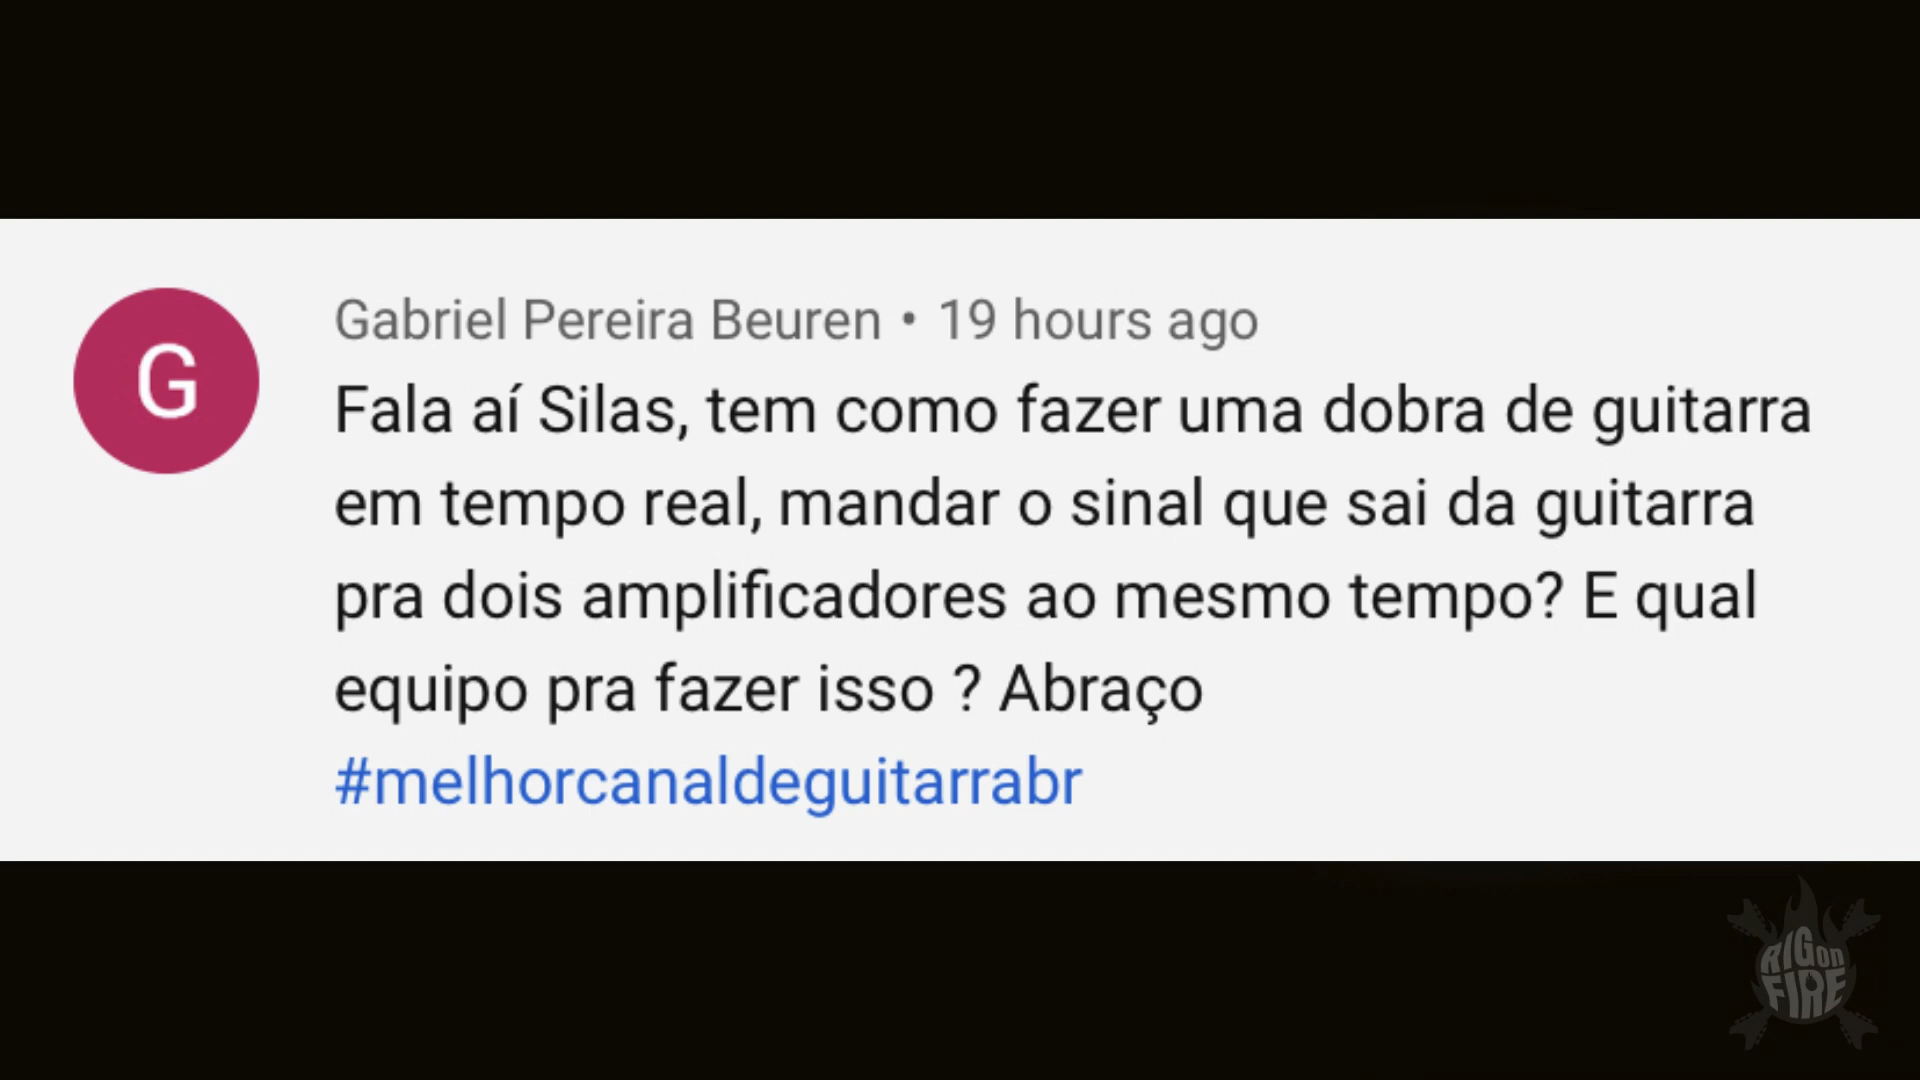 Gabriel Pereira Beuren • 19 hours ago
Fala aí Silas, tem como fazer uma dobra de guitarra
em tempo real, mandar o sinal que sai da guitarra
pra dois amplificadores ao mesmo tempo? E qual
equipo pra fazer isso ? Abraço
#melhorcanaldeguitarrabr
G
RIG on
FIRE